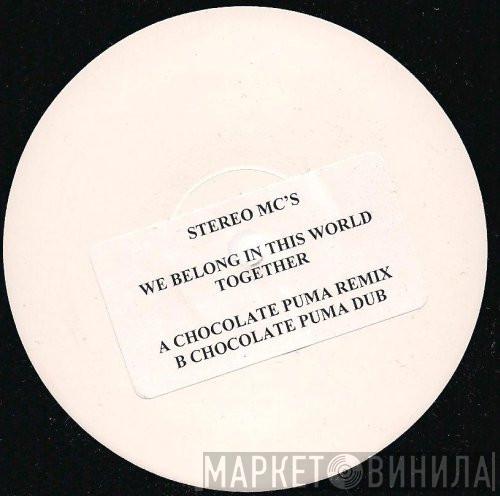 STEREO MC'S
WE BELONG IN THIS WORLD
TOGETHER
A CHOCOLATE PUMA REMIX
B CHOCOLATE PUMA DUB
МАРКЕТ ВИНИЛА